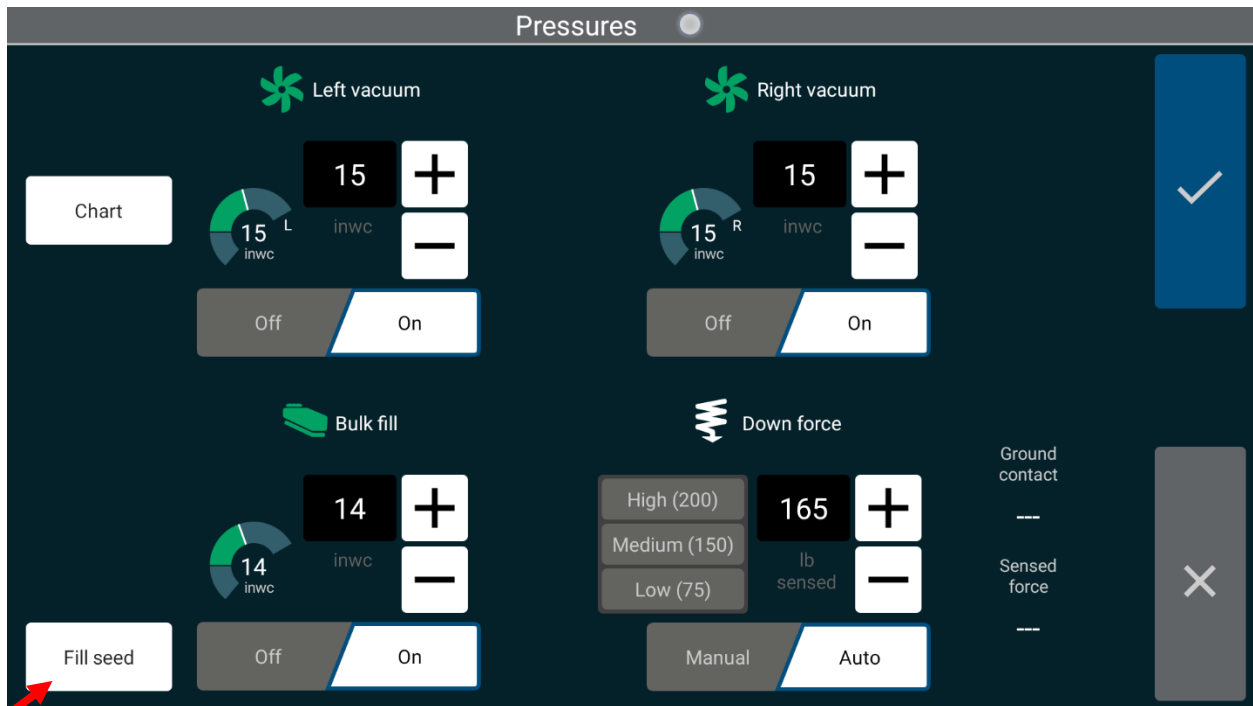 Pressures
Left vacuum
Right vacuum
Chart
15
inwc
15
L
inwc
Off
On
15
inwc
15
R
inwc
Off
On
Bulk fill
Down force
14
inwc
14
inwc
High (200)
Medium (150)
Low (75)
165
lb
sensed
Ground
contact
---
Sensed
force
---
Fill seed
Off
On
Manual
Auto